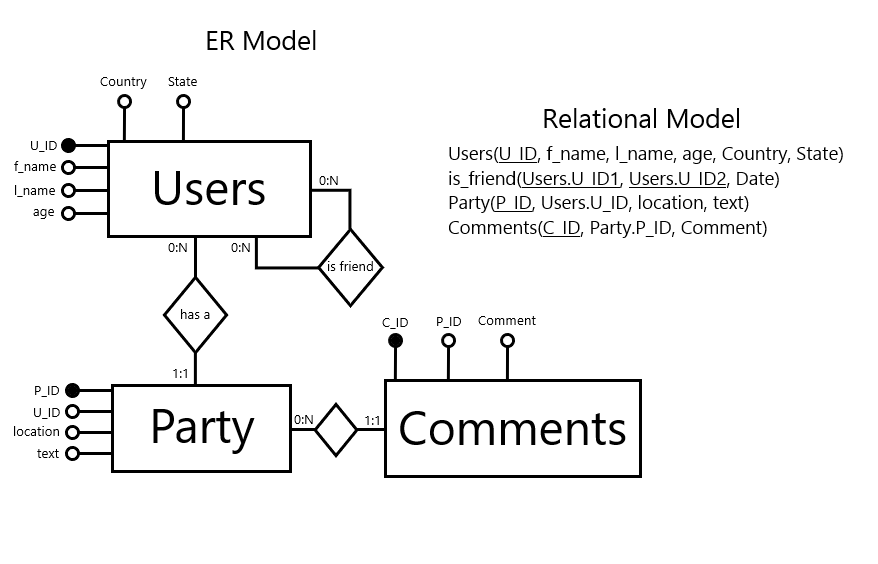 ER Model
Country State
U_ID
f_name
l_name
age
Users
0:N
0:N
0:N
is friend
has a
1:1
P_ID
U_ID
location
text
Party
0:N
1:1
C_ID P_ID Comment
Comments
Relational Model
Users(U_ID, f_name, l_name, age, Country, State)
is_friend(Users.U_ID1, Users.U_ID2, Date)
Party(P_ID, Users.U_ID, location, text)
Comments(C_ID, Party.P_ID, Comment)